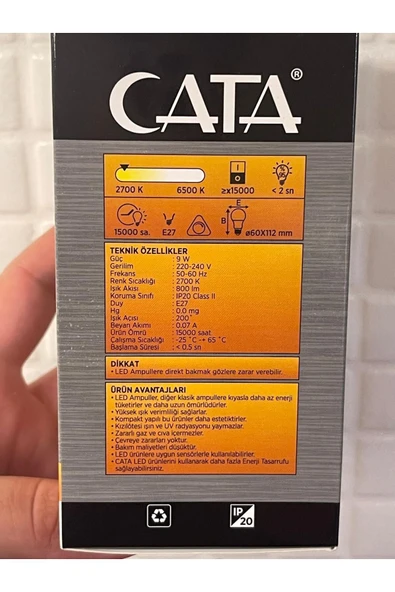 CATA®
2700 K 6500 K ≥x15000 < 2 sn
15000 sa. E27 B E ø60X112 mm
TEKNİK ÖZELLİKLER
Güç : 9 W
Gerilim : 220-240 V
Frekans : 50-60 Hz
Renk Sıcaklığı : 2700 K
Işık Akısı : 800 lm
Koruma Sınıfı : IP20 Class II
Duy : E27
Hg : 0.0 mg
Işık Açısı : 200°
Beyan Akımı : 0.07 A
Ürün Ömrü : 15000 saat
Çalışma Sıcaklığı : -25 °C -+ 65 °C
Başlama Süresi : < 0.5 sn
DİKKAT
• LED Ampullere direkt bakmak gözlere zarar verebilir.
ÜRÜN AVANTAJLARI
• LED Ampuller, diğer klasik ampullere kıyasla daha az enerji
tüketirler ve daha uzun ömürlüdürler.
• Yüksek ışık verimliliği sağlarlar.
• Kompakt yapılı bu ürünler daha estetiktirler.
• Kızılötesi ışın ve UV radyasyonu yaymazlar.
• Zararlı gaz ve cıva içermezler.
• Çevreye zararları yoktur.
• Bakım maliyetleri düşüktür.
• LED ürünlere uygun sensörlerle kullanılabilirler.
• CATA LED ürünlerini kullanarak daha fazla Enerji Tasarrufu
sağlayabilirsiniz.
IP
20